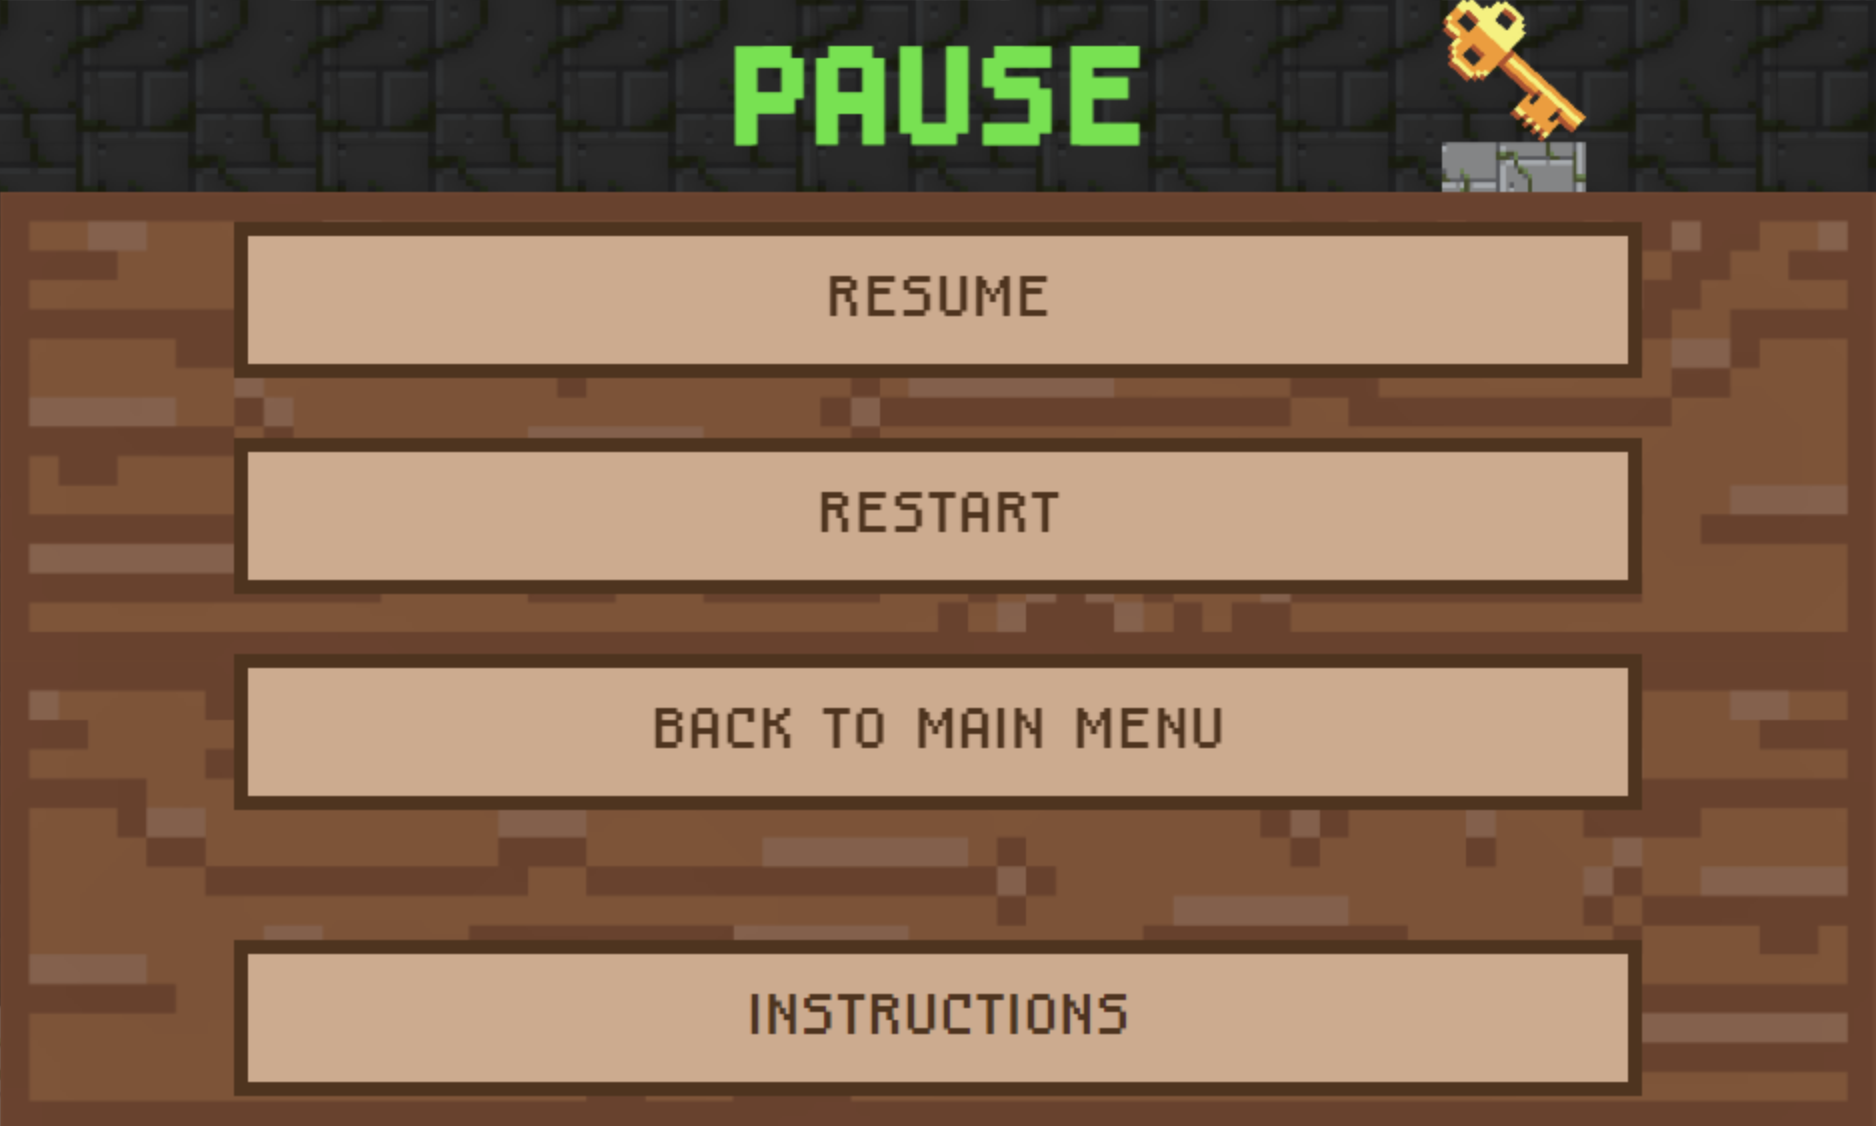 PAUSE
RESUME
RESTART
BACK TO MAIN MENU
INSTRUCTIONS